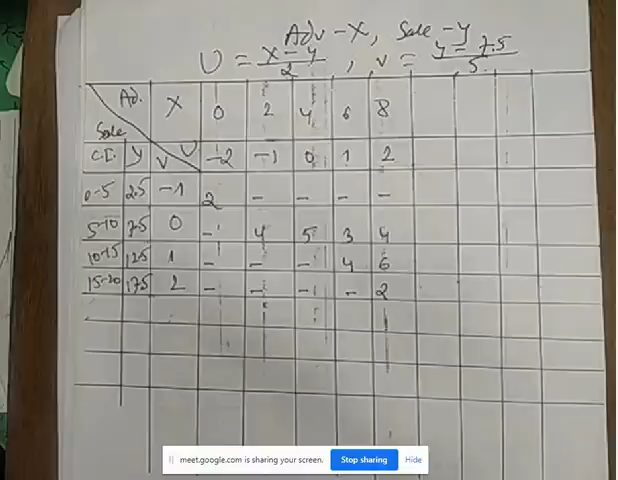 Adv - X, Sale - y
U = x - 4 / 2 , v = y - 7.5 / 5
Ad. X 0 2 4 6 8
Sale
C.I. y v U -2 -1 0 1 2
0-5 2.5 -1 2 - - - -
5-10 7.5 0 - 4 5 3 4
10-15 12.5 1 - - - 4 6
15-20 17.5 2 - - - - 2
meet.google.com is sharing your screen. Stop sharing Hide